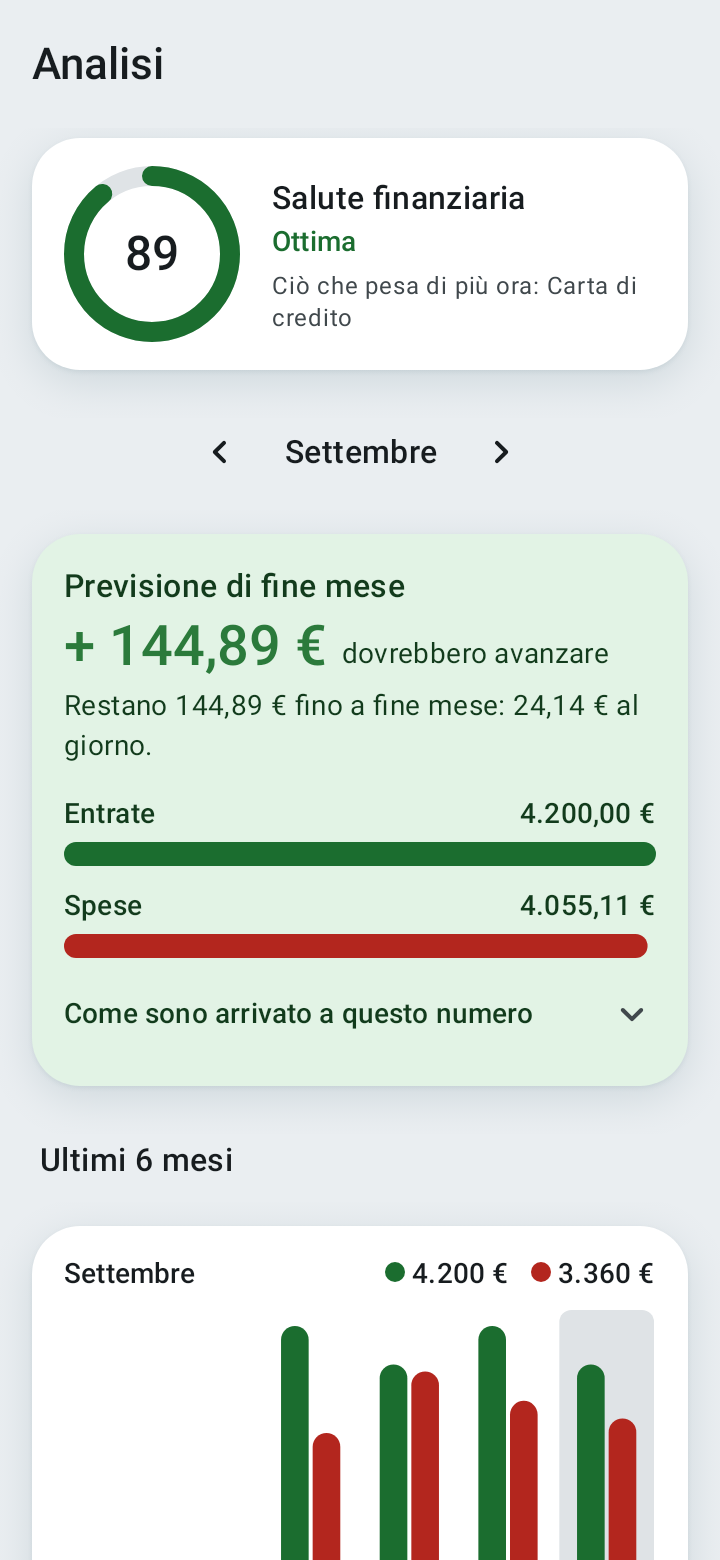 Analisi
89
Salute finanziaria
Ottima
Ciò che pesa di più ora: Carta di
credito
Settembre
Previsione di fine mese
+ 144,89 € dovrebbero avanzare
Restano 144,89 € fino a fine mese: 24,14 € al
giorno.
Entrate 4.200,00 €
Spese 4.055,11 €
Come sono arrivato a questo numero
Ultimi 6 mesi
Settembre 4.200 € 3.360 €